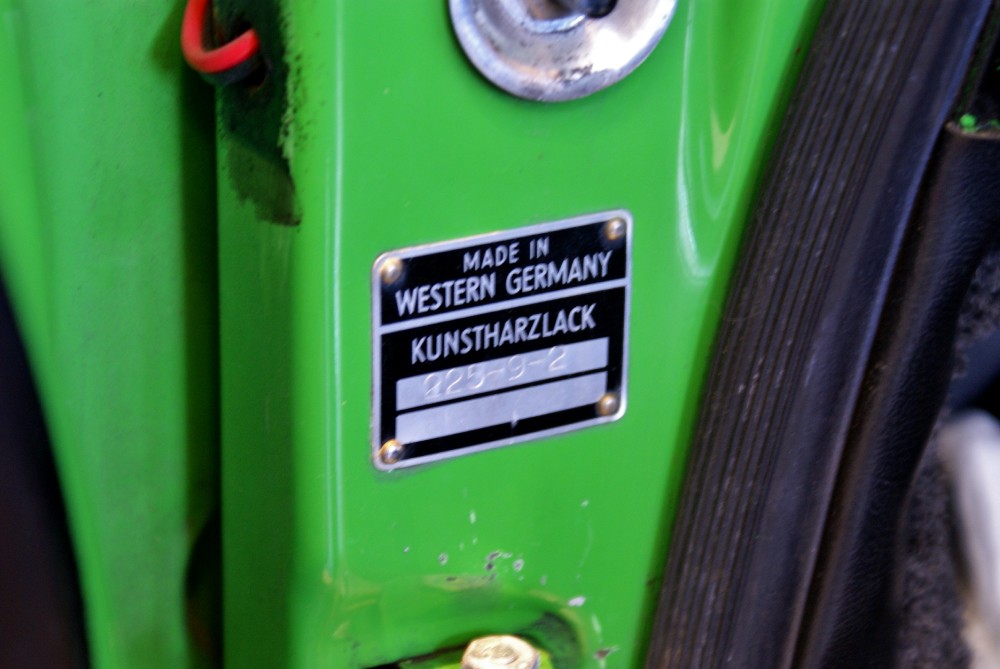 MADE IN
WESTERN GERMANY
KUNSTHARZLACK
225-9-2